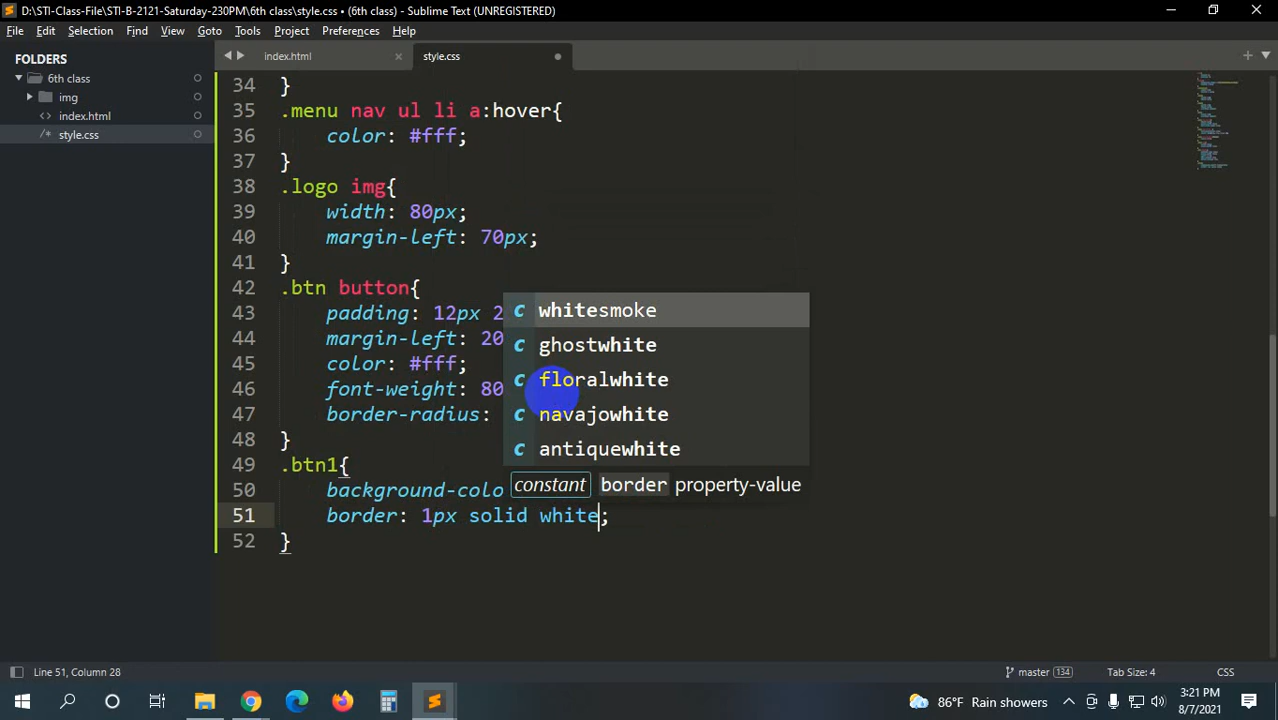 D:\STI-Class-File\STI-B-2121-Saturday-230PM\6th class\style.css • (6th class) - Sublime Text (UNREGISTERED)
File Edit Selection Find View Goto Tools Project Preferences Help
FOLDERS
6th class
img
index.html
style.css
index.html
style.css
34 }
35 .menu nav ul li a:hover{
36 color: #fff;
37 }
38 .logo img{
39 width: 80px;
40 margin-left: 70px;
41 }
42 .btn button{
43 padding: 12px 2
44 margin-left: 20
45 color: #fff;
46 font-weight: 80
47 border-radius:
48 }
49 .btn1{
50 background-colo
51 border: 1px solid white;
52 }
c whitesmoke
c ghostwhite
c floralwhite
c navajowhite
c antiquewhite
constant border property-value
Line 51, Column 28
master 134
Tab Size: 4
CSS
86°F Rain showers
3:21 PM
8/7/2021